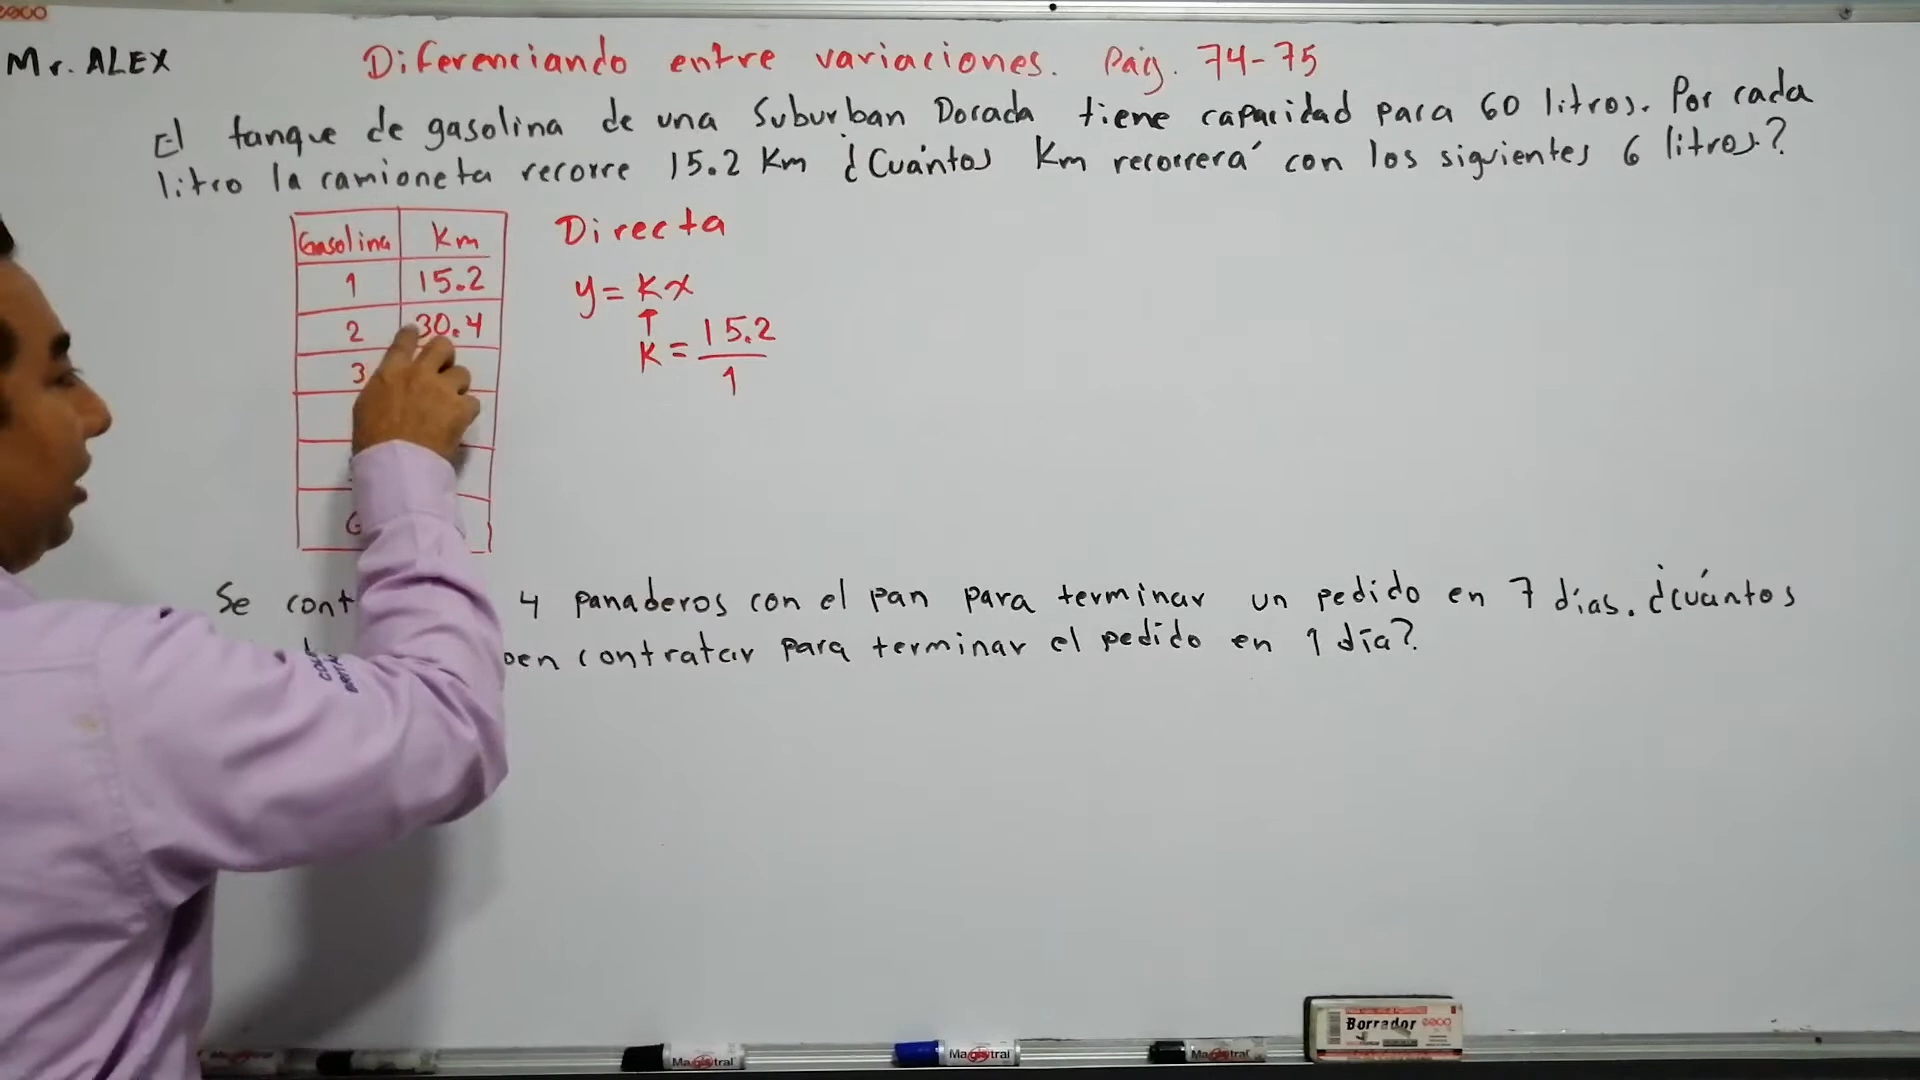 Mr. ALEX
Diferenciando entre variaciones. Pág. 74-75
El tanque de gasolina de una Suburban Dorada tiene capacidad para 60 litros. Por cada
litro la camioneta recorre 15.2 Km ¿Cuántos Km recorrerá con los siguientes 6 litros?
Gasolina Km
1 15.2
2 30.4
3
6
Directa
y = kx
k = 15.2
1
Se 4 panaderos con el pan para terminar un pedido en 7 días. ¿cuántos
contratar para terminar el pedido en 1 día?
Borrador
Magistral
Magistral
Magistral